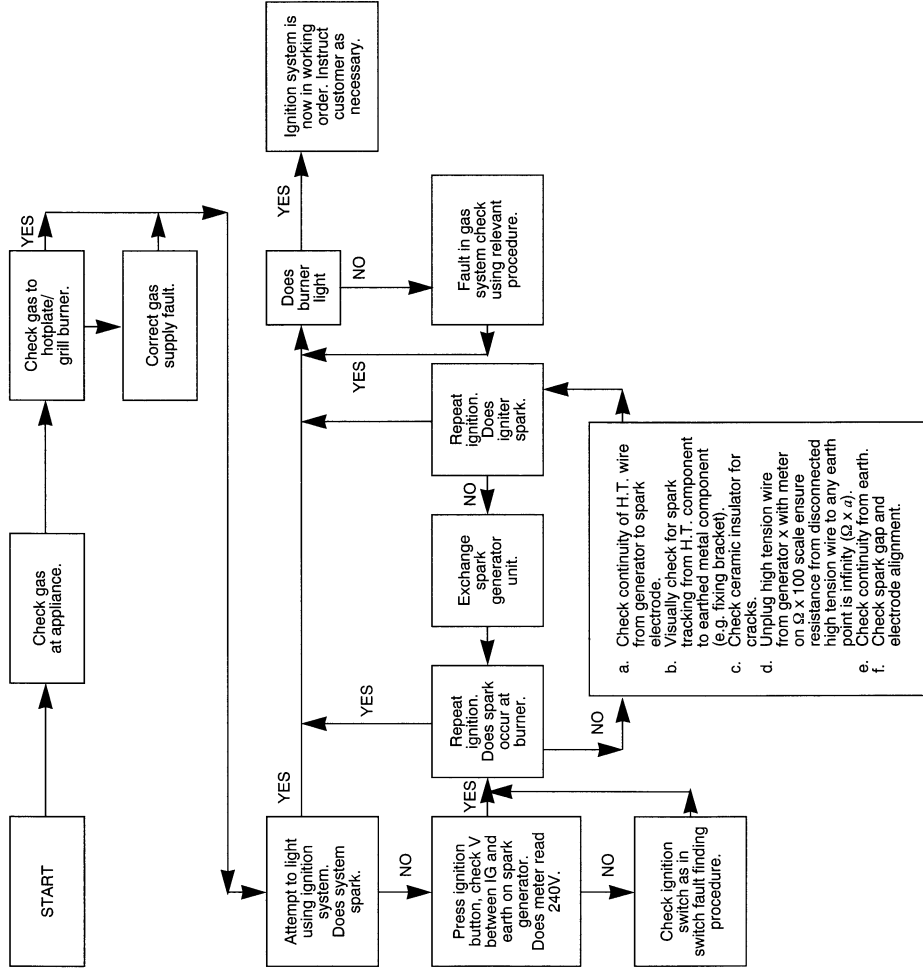 START
Check gas
at appliance.
Check gas to
hotplate/
grill burner.
YES
Correct gas
supply fault.
Attempt to light
using ignition
system.
Does system
spark.
YES
NO
Does
burner
light
YES
Ignition system is
now in working
order. Instruct
customer as
necessary.
NO
Fault in gas
system check
using relevant
procedure.
Press ignition
button, check V
between IG and
earth on spark
generator.
Does meter read
240V.
YES
NO
Check ignition
switch as in
switch fault finding
procedure.
Repeat
ignition.
Does spark
occur at
burner.
YES
NO
Exchange
spark
generator
unit.
Repeat
ignition.
Does
igniter
spark.
YES
NO
a. Check continuity of H.T. wire
from generator to spark
electrode.
b. Visually check for spark
tracking from H.T. component
to earthed metal component
(e.g. fixing bracket).
c. Check ceramic insulator for
cracks.
d. Unplug high tension wire
from generator x with meter
on Ω X 100 scale ensure
resistance from disconnected
high tension wire to any earth
point is infinity (Ω x a).
e. Check continuity from earth.
f. Check spark gap and
electrode alignment.